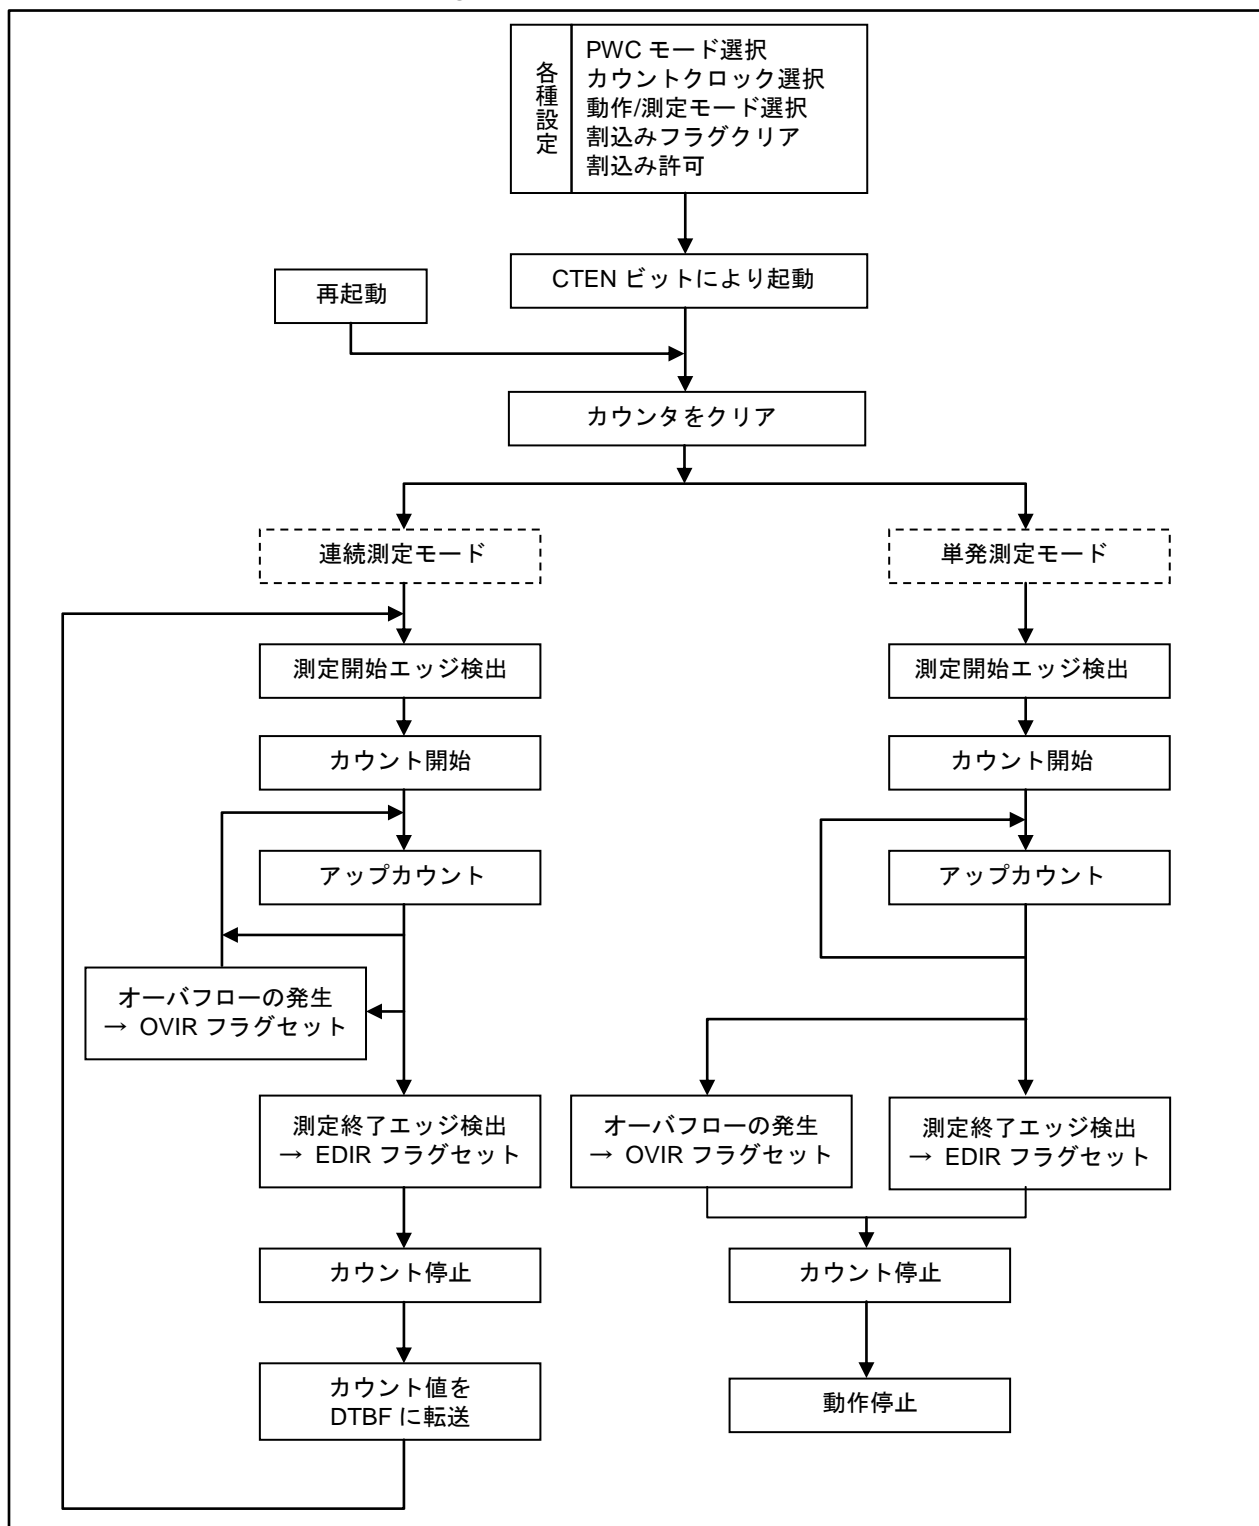 各種設定
PWC モード選択
カウントクロック選択
動作/測定モード選択
割込みフラグクリア
割込み許可
CTEN ビットにより起動
再起動
カウンタをクリア
連続測定モード
測定開始エッジ検出
カウント開始
アップカウント
オーバフローの発生
→ OVIR フラグセット
測定終了エッジ検出
→ EDIR フラグセット
カウント停止
カウント値を
DTBF に転送
単発測定モード
測定開始エッジ検出
カウント開始
アップカウント
オーバフローの発生
→ OVIR フラグセット
測定終了エッジ検出
→ EDIR フラグセット
カウント停止
動作停止